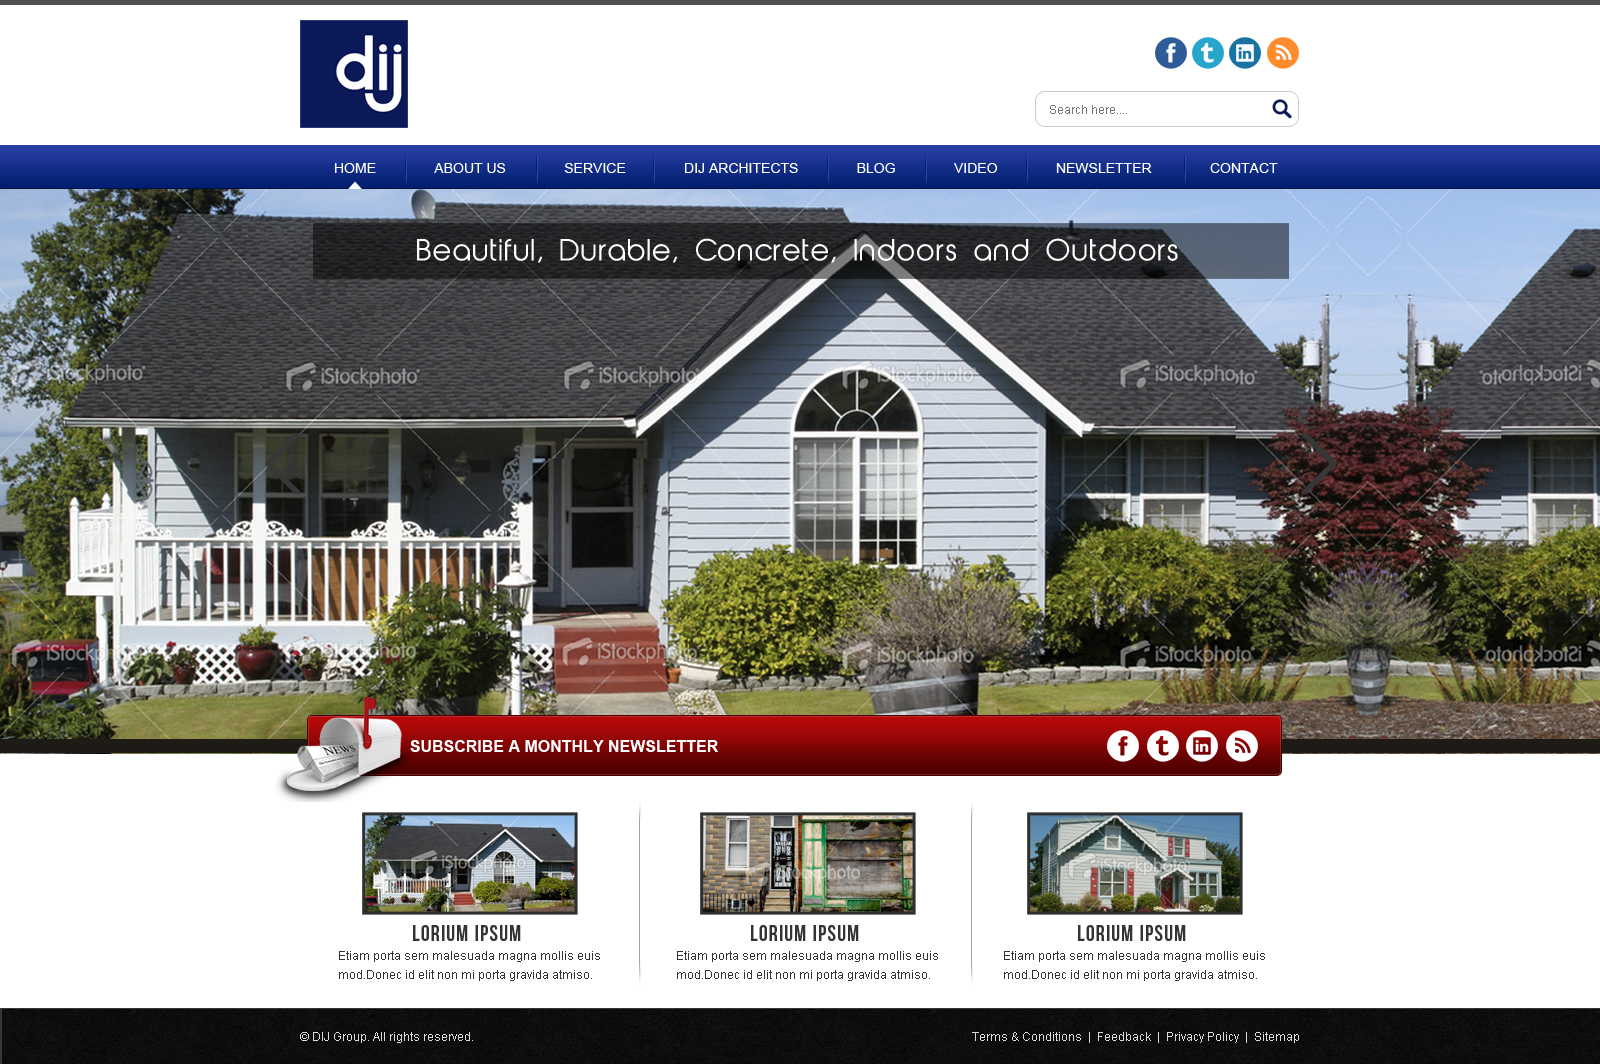 dij
f t in
Search here....
HOME ABOUT US SERVICE DIJ ARCHITECTS BLOG VIDEO NEWSLETTER CONTACT
Beautiful, Durable, Concrete, Indoors and Outdoors
iStockphoto iStockphoto iStockphoto iStockphoto iStockphoto iStockphoto
iStockphoto iStockphoto iStockphoto iStockphoto iStockphoto iStockphoto
NEWS
SUBSCRIBE A MONTHLY NEWSLETTER
f t in
iStockphoto iStockphoto iStockphoto
LORIUM IPSUM
Etiam porta sem malesuada magna mollis euis
mod.Donec id elit non mi porta gravida atmiso.
LORIUM IPSUM
Etiam porta sem malesuada magna mollis euis
mod.Donec id elit non mi porta gravida atmiso.
LORIUM IPSUM
Etiam porta sem malesuada magna mollis euis
mod.Donec id elit non mi porta gravida atmiso.
© DIJ Group. All rights reserved.
Terms & Conditions | Feedback | Privacy Policy | Sitemap